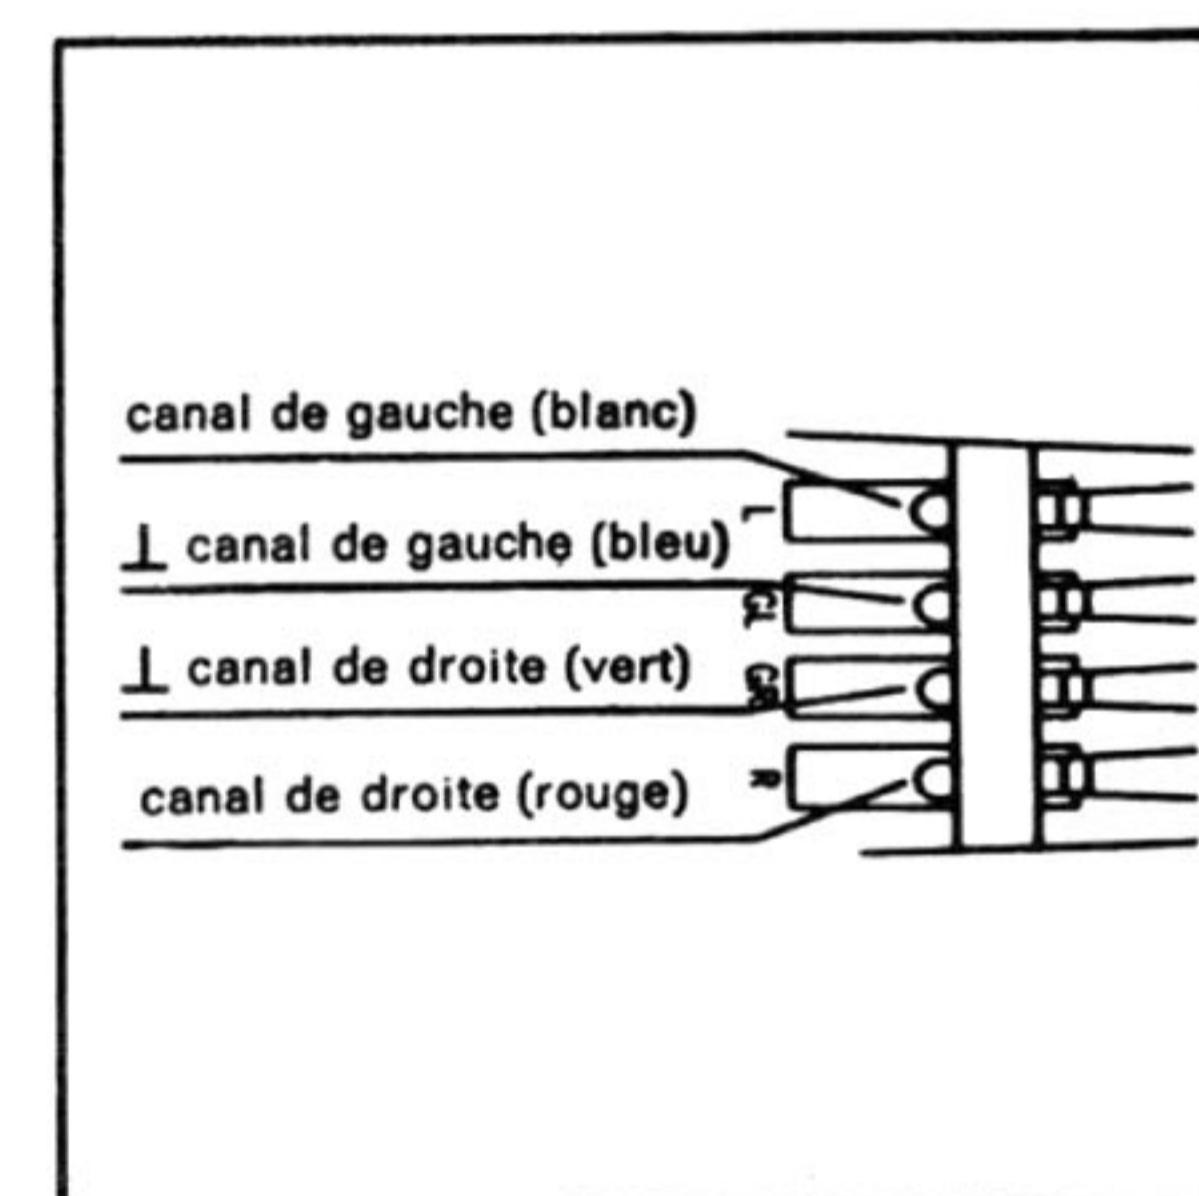 canal de gauche (blanc)
L
⊥ canal de gauche (bleu)
GL
⊥ canal de droite (vert)
GR
canal de droite (rouge)
R